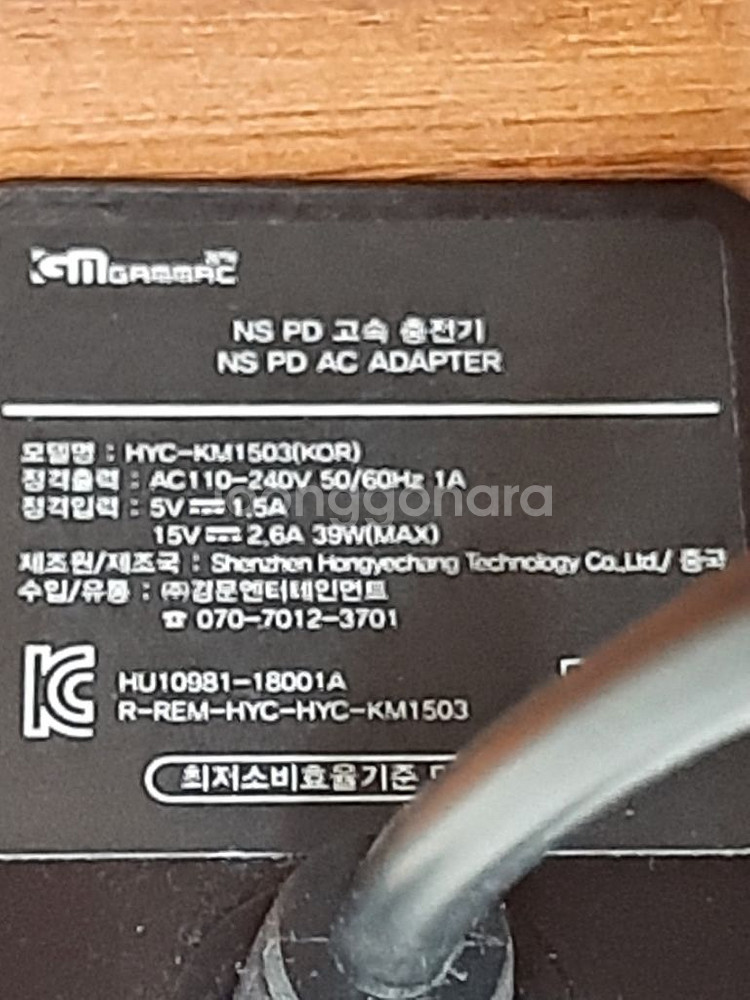 GAMMAC
NS PD 고속 충전기
NS PD AC ADAPTER
모델명 : HYC-KM1503(KOR)
정격출력 : AC110-240V 50/60Hz 1A
joonggonara
정격입력 : 5V⎓1.5A
15V⎓2.6A 39W(MAX)
제조원/제조국 : Shenzhen Hongyechang Technology Co.,Ltd./ 중국
수입/유통 : ㈜겜문엔터테인먼트
☎ 070-7012-3701
HU10981-18001A
R-REM-HYC-HYC-KM1503
최저소비효율기준